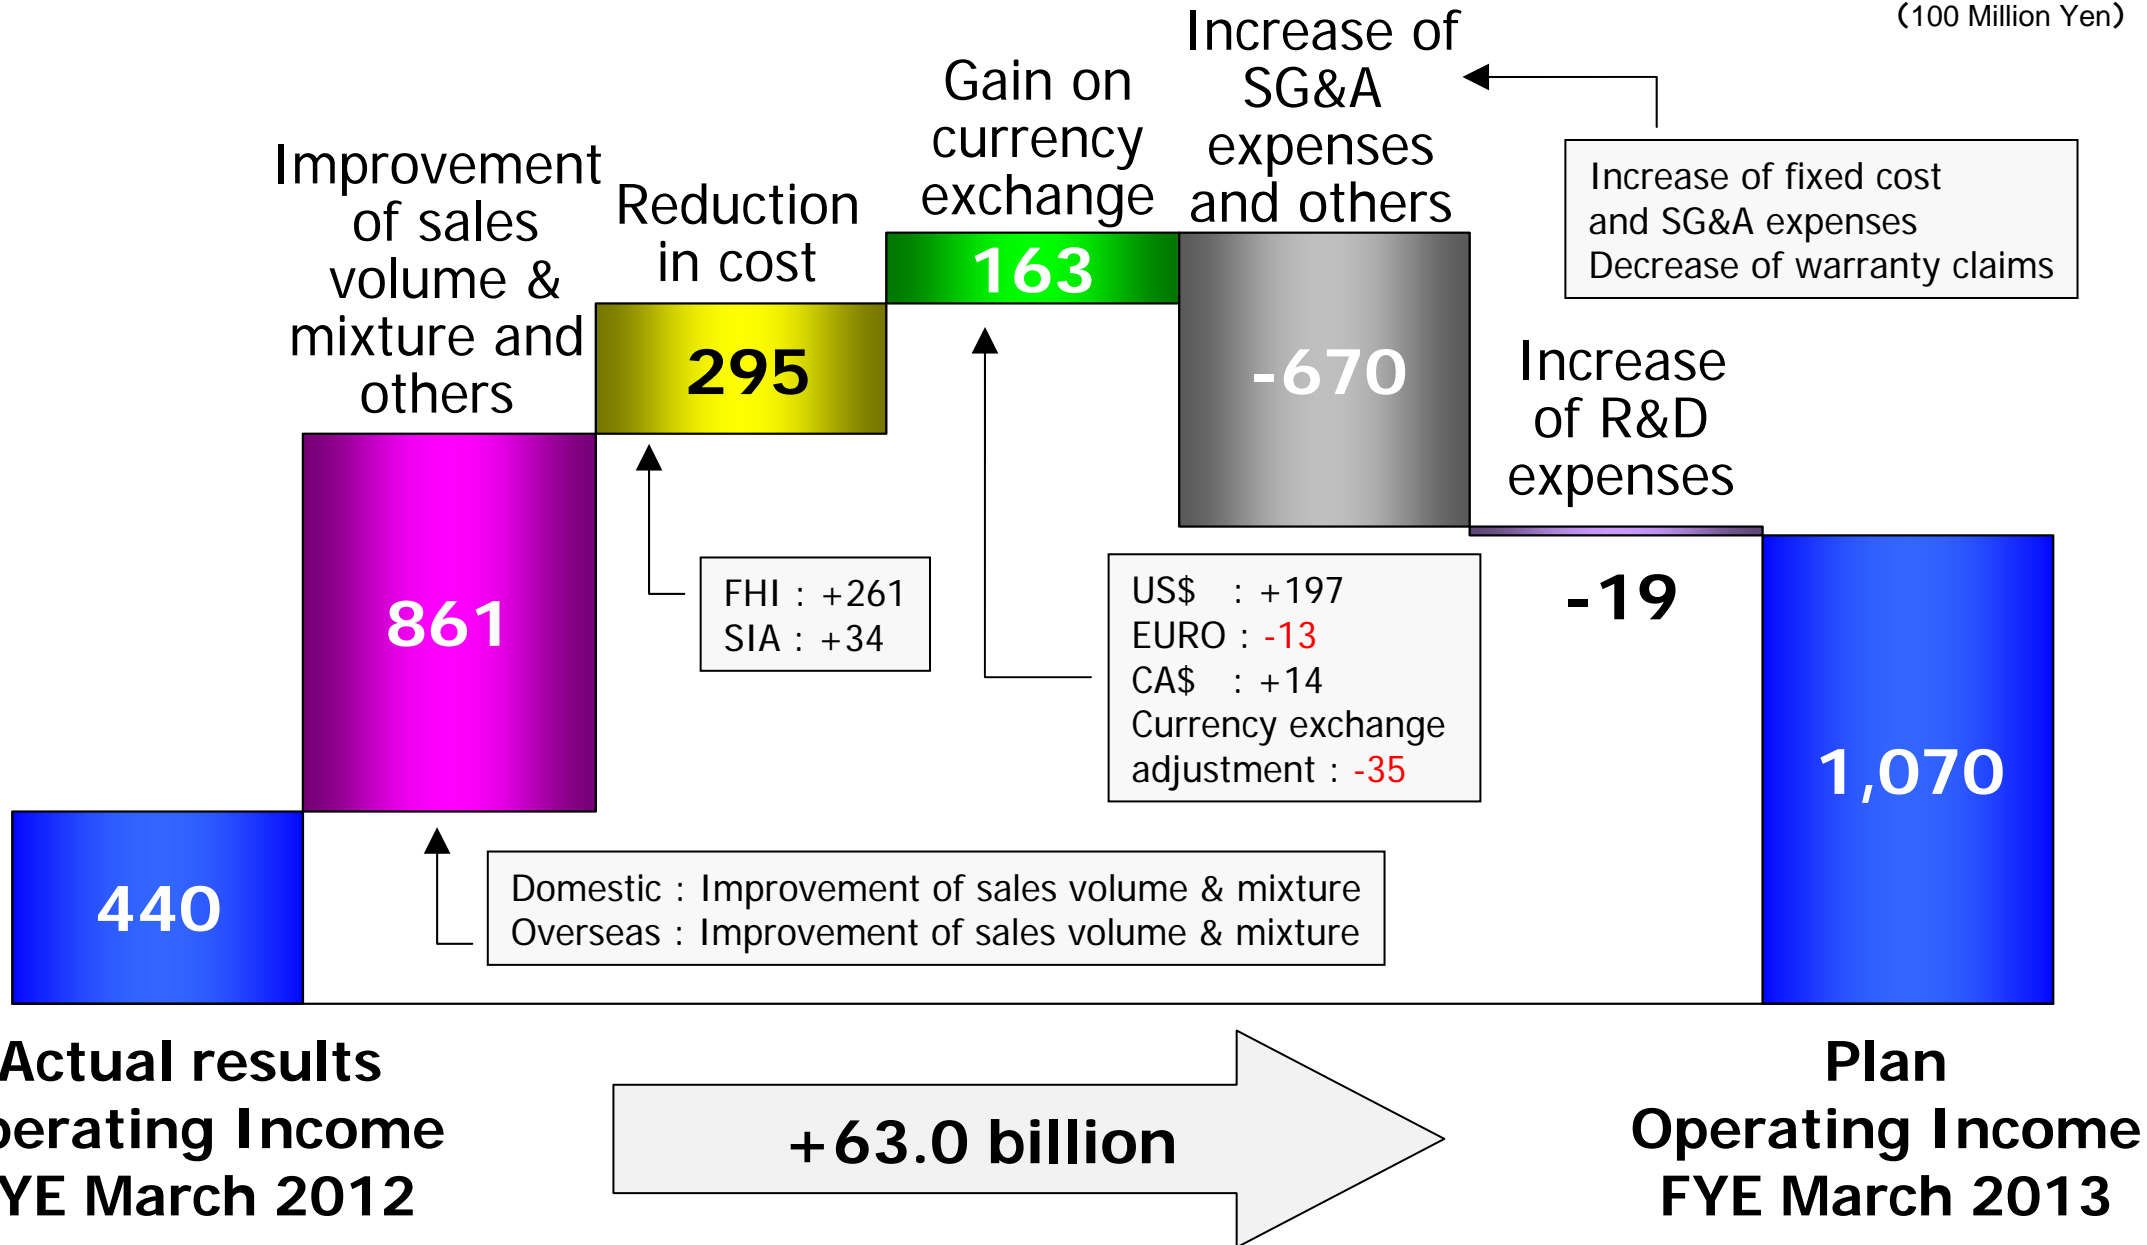 （100 Million Yen）
Improvement
of sales
volume &
mixture and
others
Reduction
in cost
Gain on
currency
exchange
Increase of
SG&A
expenses
and others
Increase of fixed cost
and SG&A expenses
Decrease of warranty claims
Increase
of R&D
expenses
440
861
295
163
-670
-19
1,070
FHI : +261
SIA : +34
US$ : +197
EURO : -13
CA$ : +14
Currency exchange
adjustment : -35
Domestic : Improvement of sales volume & mixture
Overseas : Improvement of sales volume & mixture
Actual results
perating Income
YE March 2012
+63.0 billion
Plan
Operating Income
FYE March 2013